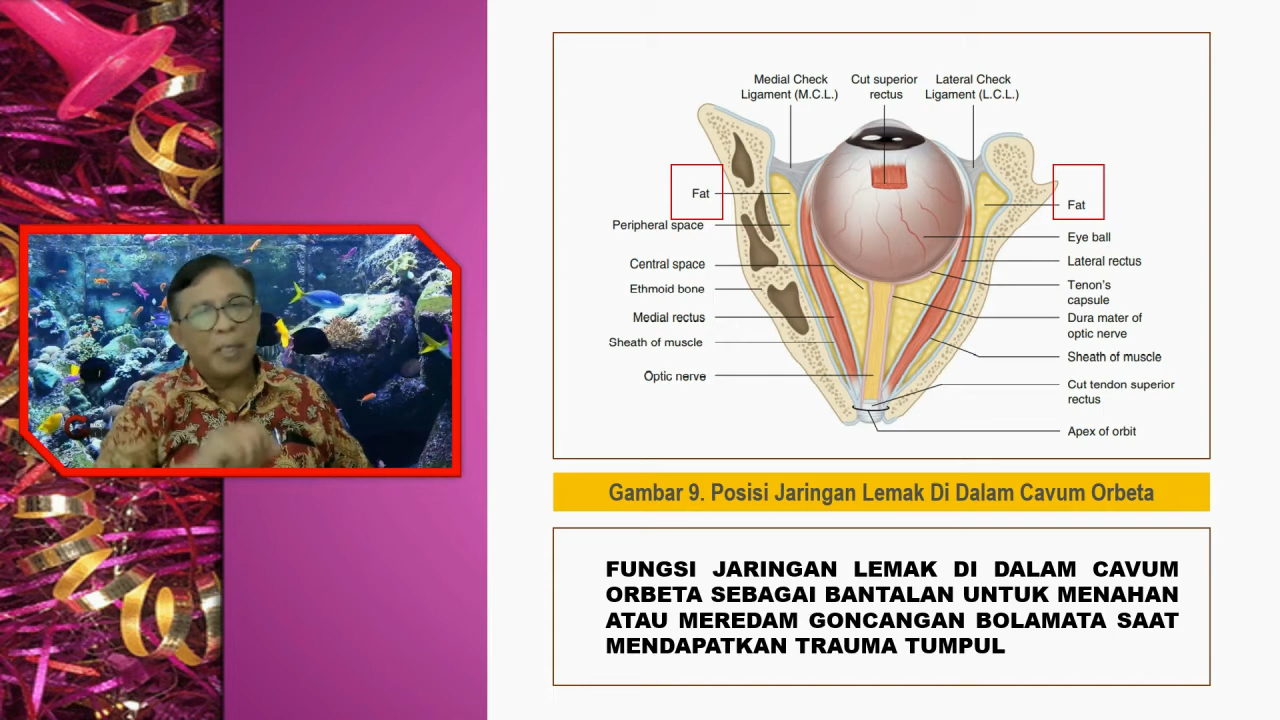 Medial Check
Ligament (M.C.L.)
Cut superior
rectus
Lateral Check
Ligament (L.C.L.)
Fat
Peripheral space
Central space
Ethmoid bone
Medial rectus
Sheath of muscle
Optic nerve
Fat
Eye ball
Lateral rectus
Tenon's
capsule
Dura mater of
optic nerve
Sheath of muscle
Cut tendon superior
rectus
Apex of orbit
Gambar 9. Posisi Jaringan Lemak Di Dalam Cavum Orbeta
FUNGSI JARINGAN LEMAK DI DALAM CAVUM
ORBETA SEBAGAI BANTALAN UNTUK MENAHAN
ATAU MEREDAM GONCANGAN BOLAMATA SAAT
MENDAPATKAN TRAUMA TUMPUL